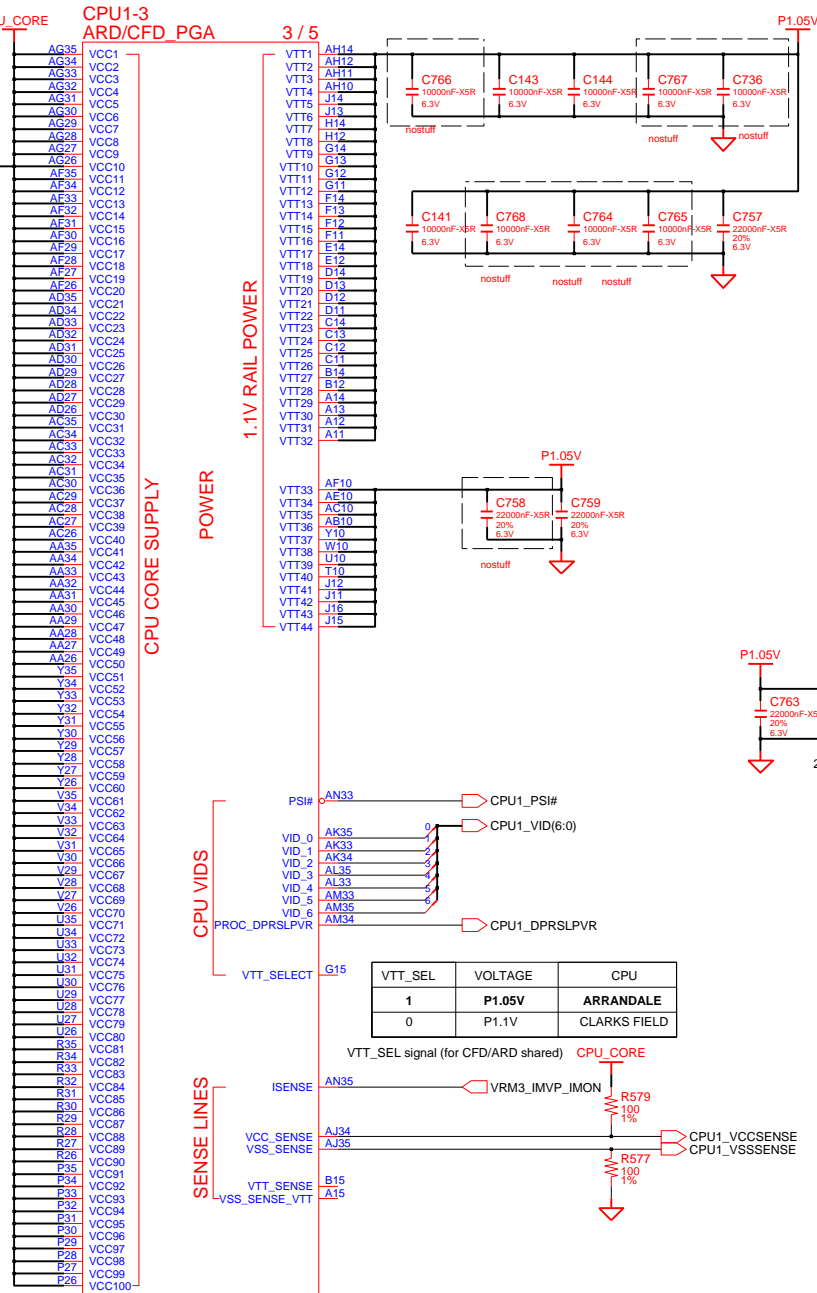 U_CORE
CPU1-3
ARD/CFD_PGA 3 / 5
AG35 VCC1
AG34 VCC2
AG33 VCC3
AG32 VCC4
AG31 VCC5
AG30 VCC6
AG29 VCC7
AG28 VCC8
AG27 VCC9
AG26 VCC10
AF35 VCC11
AF34 VCC12
AF33 VCC13
AF32 VCC14
AF31 VCC15
AF30 VCC16
AF29 VCC17
AF28 VCC18
AF27 VCC19
AF26 VCC20
AD35 VCC21
AD34 VCC22
AD33 VCC23
AD32 VCC24
AD31 VCC25
AD30 VCC26
AD29 VCC27
AD28 VCC28
AD27 VCC29
AD26 VCC30
AC35 VCC31
AC34 VCC32
AC33 VCC33
AC32 VCC34
AC31 VCC35
AC30 VCC36
AC29 VCC37
AC28 VCC38
AC27 VCC39
AC26 VCC40
AA35 VCC41
AA34 VCC42
AA33 VCC43
AA32 VCC44
AA31 VCC45
AA30 VCC46
AA29 VCC47
AA28 VCC48
AA27 VCC49
AA26 VCC50
Y35 VCC51
Y34 VCC52
Y33 VCC53
Y32 VCC54
Y31 VCC55
Y30 VCC56
Y29 VCC57
Y28 VCC58
Y27 VCC59
Y26 VCC60
V35 VCC61
V34 VCC62
V33 VCC63
V32 VCC64
V31 VCC65
V30 VCC66
V29 VCC67
V28 VCC68
V27 VCC69
V26 VCC70
U35 VCC71
U34 VCC72
U33 VCC73
U32 VCC74
U31 VCC75
U30 VCC76
U29 VCC77
U28 VCC78
U27 VCC79
U26 VCC80
R35 VCC81
R34 VCC82
R33 VCC83
R32 VCC84
R31 VCC85
R30 VCC86
R29 VCC87
R28 VCC88
R27 VCC89
R26 VCC90
P35 VCC91
P34 VCC92
P33 VCC93
P32 VCC94
P31 VCC95
P30 VCC96
P29 VCC97
P28 VCC98
P27 VCC99
P26 VCC100
CPU CORE SUPPLY
POWER
1.1V RAIL POWER
CPU VIDS
SENSE LINES
VTT1 AH14
VTT2 AH12
VTT3 AH11
VTT4 AH10
VTT5 J14
VTT6 J13
VTT7 H14
VTT8 H12
VTT9 G14
VTT10 G13
VTT11 G12
VTT12 G11
VTT13 F14
VTT14 F13
VTT15 F12
VTT16 F11
VTT17 E14
VTT18 E12
VTT19 D14
VTT20 D13
VTT21 D12
VTT22 D11
VTT23 C14
VTT24 C13
VTT25 C12
VTT26 C11
VTT27 B14
VTT28 B12
VTT29 A14
VTT30 A13
VTT31 A12
VTT32 A11
VTT33 AF10
VTT34 AE10
VTT35 AC10
VTT36 AB10
VTT37 Y10
VTT38 W10
VTT39 U10
VTT40 T10
VTT41 J12
VTT42 J11
VTT43 J16
VTT44 J15
PSI# AN33 CPU1_PSI#
CPU1_VID(6:0)
VID_0 AK35 0
VID_1 AK33 1
VID_2 AK34 2
VID_3 AL35 3
VID_4 AL33 4
VID_5 AM33 5
VID_6 AM35 6
PROC_DPRSLPVR AM34 CPU1_DPRSLPVR
VTT_SELECT G15
ISENSE AN35 VRM3_IMVP_IMON
VCC_SENSE AJ34 CPU1_VCCSENSE
VSS_SENSE AJ35 CPU1_VSSSENSE
VTT_SENSE B15
VSS_SENSE_VTT A15
P1.05V
C766 C143 C144 C767 C736
10000nF-X5R 10000nF-X5R 10000nF-X5R 10000nF-X5R 10000nF-X5R
6.3V 6.3V 6.3V 6.3V 6.3V
nostuff nostuff nostuff
C141 C768 C764 C765 C757
10000nF-X5R 10000nF-X5R 10000nF-X5R 10000nF-X5R 22000nF-X5R
20%
6.3V 6.3V 6.3V 6.3V 6.3V
nostuff nostuff nostuff
P1.05V
C758 C759
22000nF-X5R 22000nF-X5R
20% 20%
6.3V 6.3V
nostuff
P1.05V
C763
22000nF-X5
20%
6.3V
2
VTT_SEL VOLTAGE CPU
1 P1.05V ARRANDALE
0 P1.1V CLARKS FIELD
VTT_SEL signal (for CFD/ARD shared)
CPU_CORE
R579
100
1%
R577
100
1%